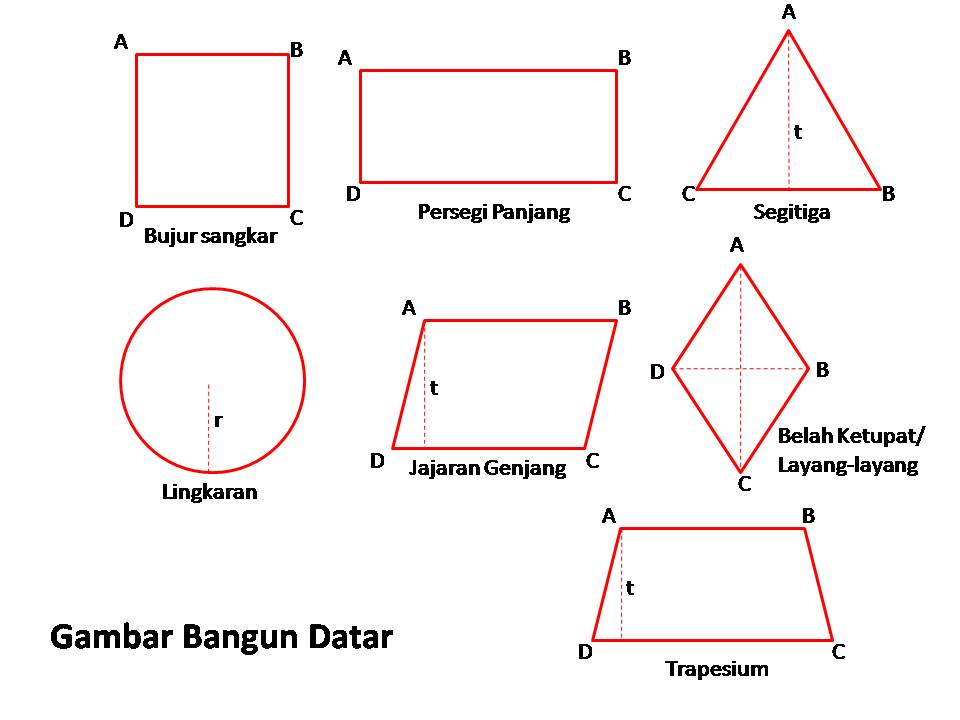 A
B
D
C
Bujur sangkar
A
B
D
C
Persegi Panjang
A
t
C
B
Segitiga
r
Lingkaran
A
B
t
D
C
Jajaran Genjang
A
D
B
C
Belah Ketupat/
Layang-layang
A
B
t
D
C
Trapesium
Gambar Bangun Datar